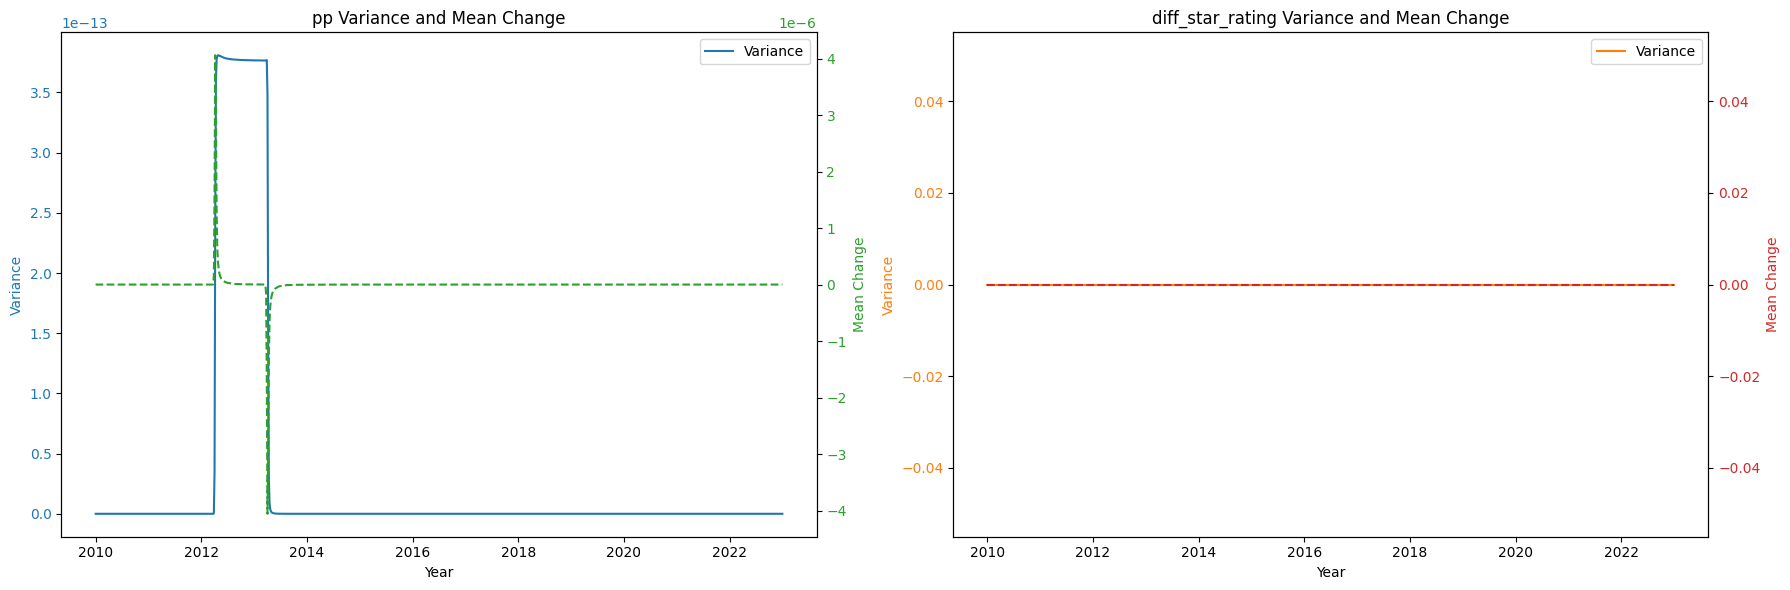 pp Variance and Mean Change
1e−13
1e−6
Variance
3.5
3.0
2.5
2.0
1.5
1.0
0.5
0.0
Variance
4
3
2
1
0
−1
−2
−3
−4
Mean Change
2010 2012 2014 2016 2018 2020 2022
Year
diff_star_rating Variance and Mean Change
Variance
0.04
0.02
0.00
−0.02
−0.04
Variance
0.04
0.02
0.00
−0.02
−0.04
Mean Change
2010 2012 2014 2016 2018 2020 2022
Year